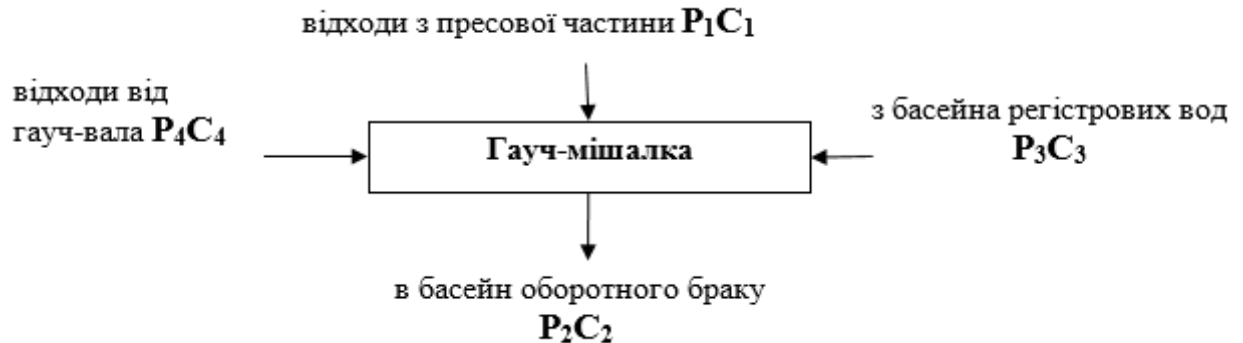 відходи з пресової частини P₁C₁
відходи від
гауч-вала P₄C₄
Гауч-мішалка
з басейна регістрових вод
P₃C₃
в басейн оборотного браку
P₂C₂